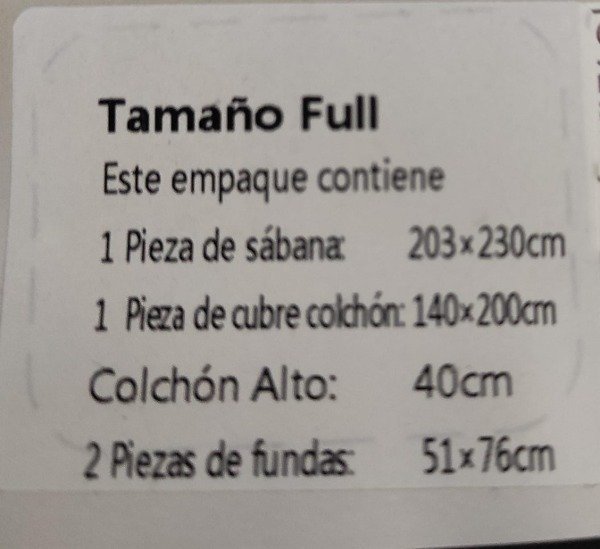 Tamaño Full
Este empaque contiene
1 Pieza de sábana: 203×230cm
1 Pieza de cubre colchón: 140×200cm
Colchón Alto: 40cm
2 Piezas de fundas: 51×76cm